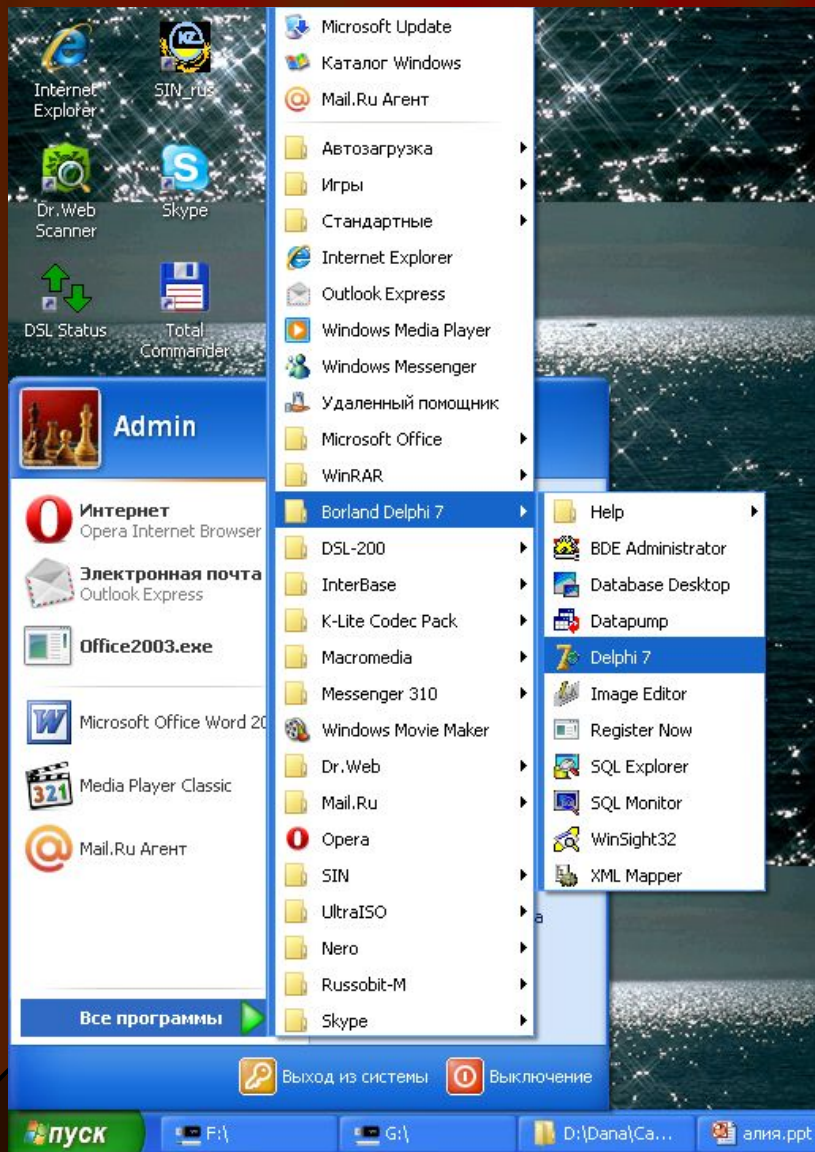 Internet
Explorer
SIN_rus
Dr.Web
Scanner
Skype
DSL Status
Total
Commander
Microsoft Update
Каталог Windows
Mail.Ru Агент
Автозагрузка
Игры
Стандартные
Internet Explorer
Outlook Express
Windows Media Player
Windows Messenger
Удаленный помощник
Microsoft Office
WinRAR
Borland Delphi 7
DSL-200
InterBase
K-Lite Codec Pack
Macromedia
Messenger 310
Windows Movie Maker
Dr.Web
Mail.Ru
Opera
SIN
UltraISO
Nero
Russobit-M
Skype
Help
BDE Administrator
Database Desktop
Datapump
Delphi 7
Image Editor
Register Now
SQL Explorer
SQL Monitor
WinSight32
XML Mapper
Admin
Интернет
Opera Internet Browser
Электронная почта
Outlook Express
Office2003.exe
Microsoft Office Word 20
Media Player Classic
Mail.Ru Агент
Все программы
Выход из системы
Выключение
пуск
F:\
G:\
D:\Dana\Ca...
алия.ppt